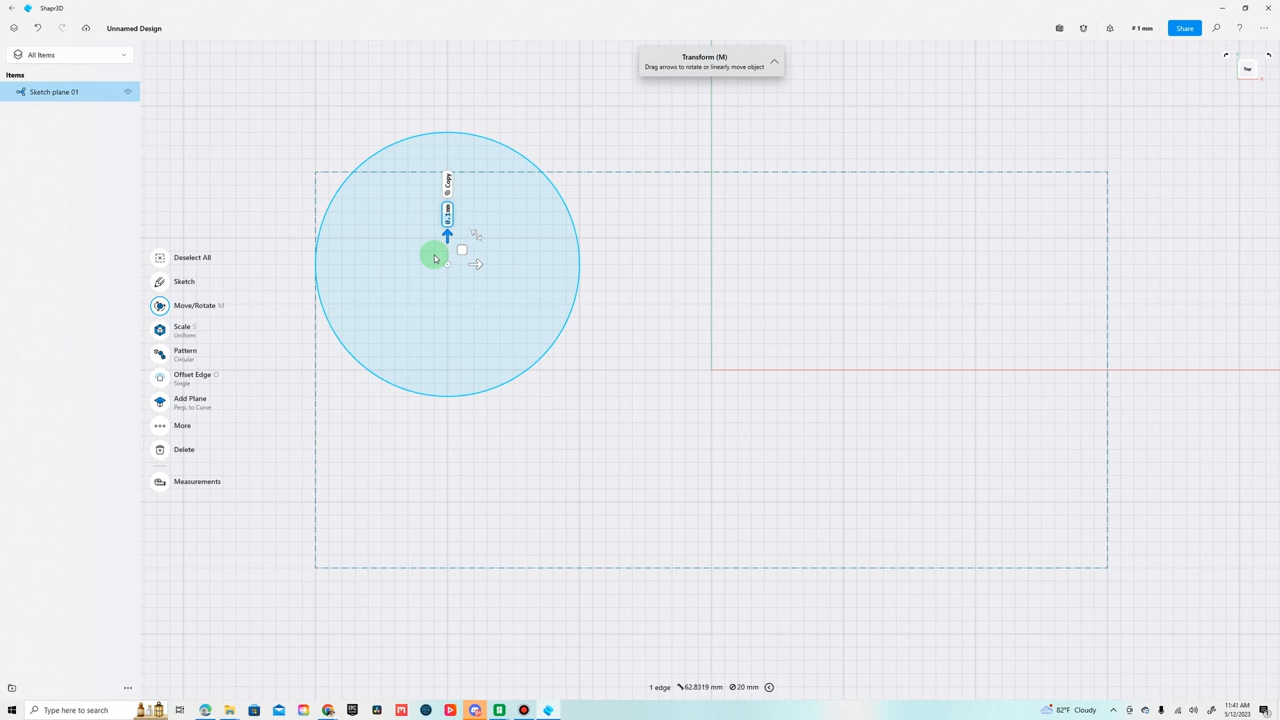 Shapr3D
Unnamed Design
# 1 mm
Share
All Items
Items
Sketch plane 01
Transform (M)
Drag arrows to rotate or linearly move object
Top
Copy
0.1mm
Deselect All
Sketch
Move/Rotate M
Scale S
Uniform
Pattern
Circular
Offset Edge O
Single
Add Plane
Perp. to Curve
More
Delete
Measurements
1 edge 62.8319 mm 20 mm
Type here to search
82°F Cloudy
11:41 AM
5/12/2023